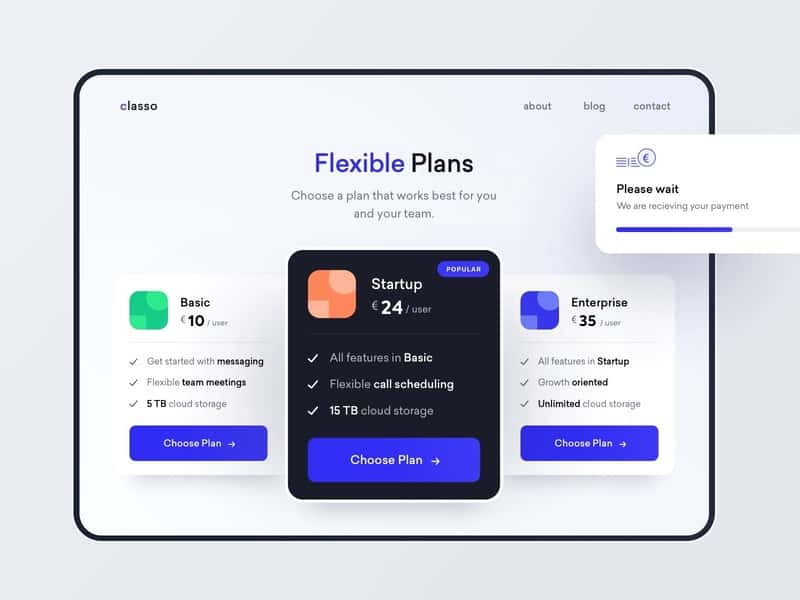 classo
about
blog
contact
Flexible Plans
Choose a plan that works best for you
and your team.
€
Please wait
We are recieving your payment
Basic
€ 10 / user
Get started with messaging
Flexible team meetings
5 TB cloud storage
Choose Plan →
POPULAR
Startup
€ 24 / user
All features in Basic
Flexible call scheduling
15 TB cloud storage
Choose Plan →
Enterprise
€ 35 / user
All features in Startup
Growth oriented
Unlimited cloud storage
Choose Plan →